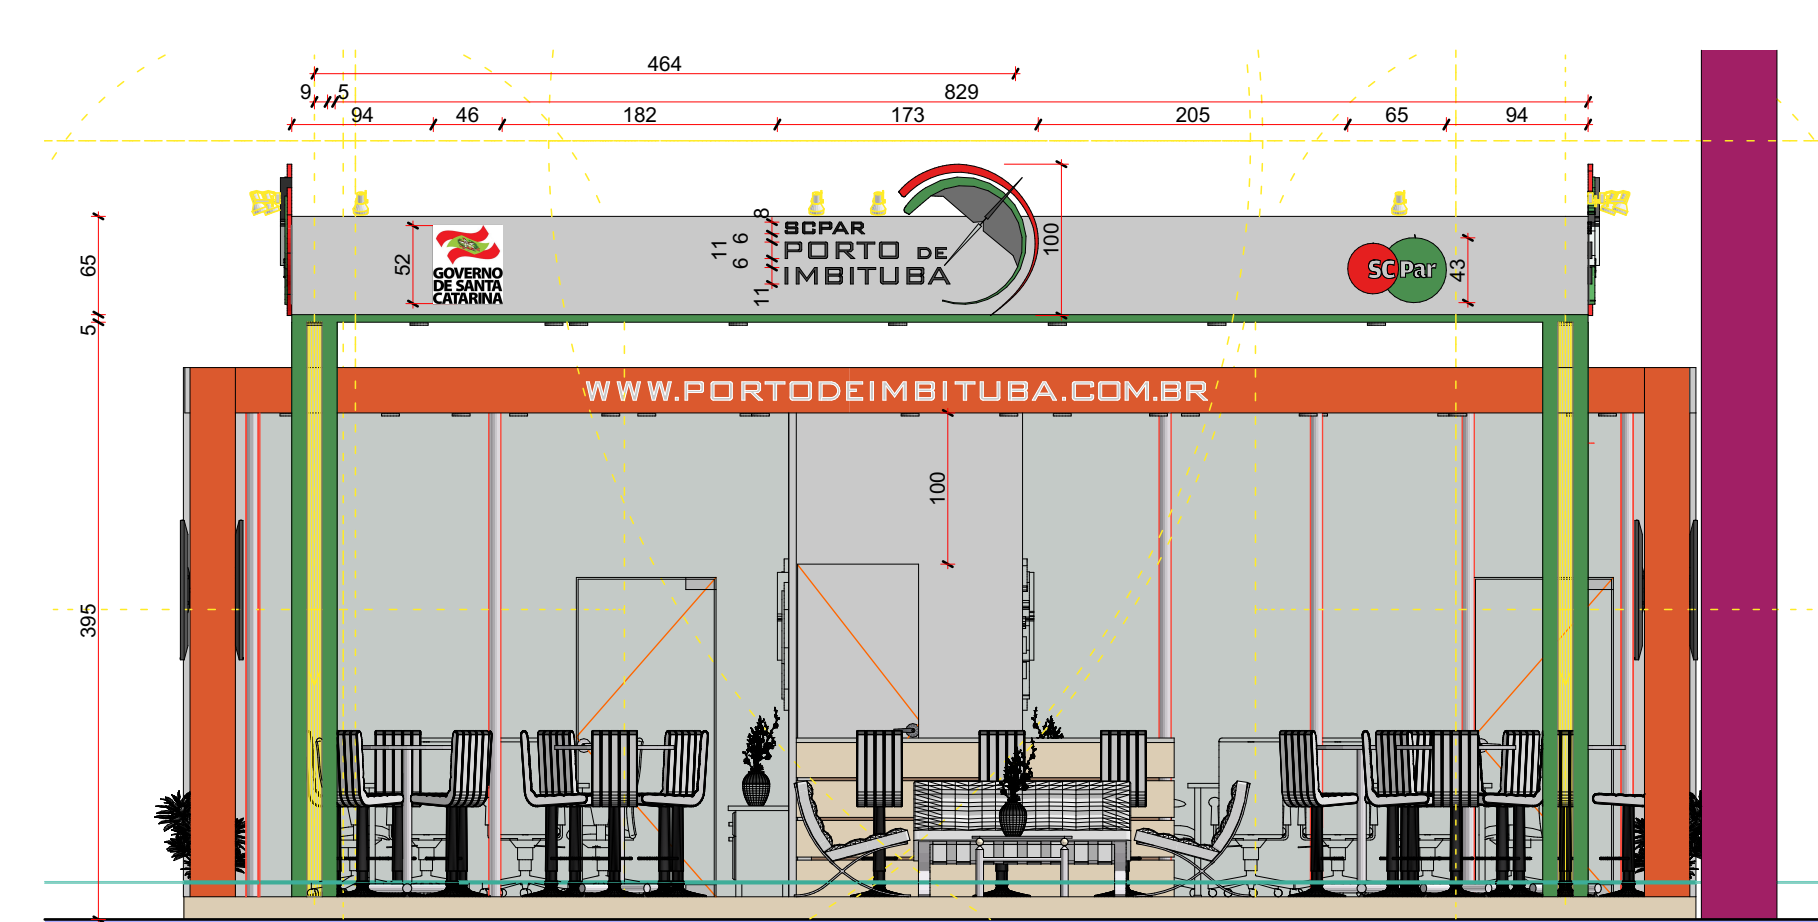 464
9 5 829
94 46 182 173 205 65 94
8
SCPAR
6
11
PORTO DE
6
IMBITUBA
11
100
52
GOVERNO
DE SANTA
CATARINA
SC Par
43
65
5
WWW.PORTODEIMBITUBA.COM.BR
100
395